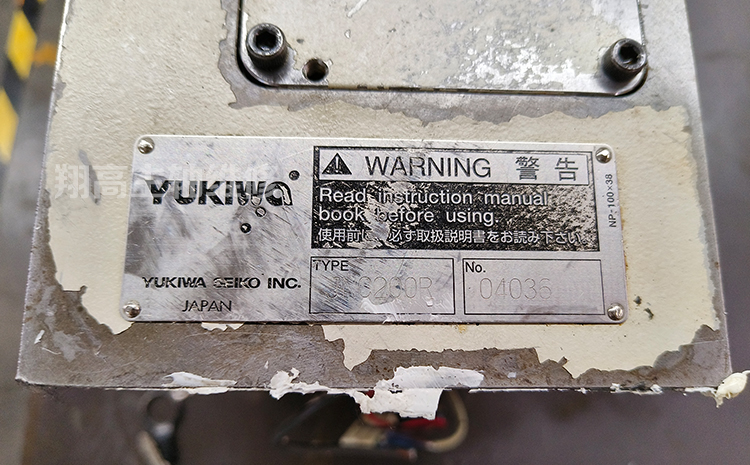 YUKIWA
WARNING 警告
Read instruction manual
book before using.
使用前に、必ず取扱説明書をお読み下さい
NP-100×38
TYPE
No.
04035
YUKIWA SEIKO INC.
JAPAN